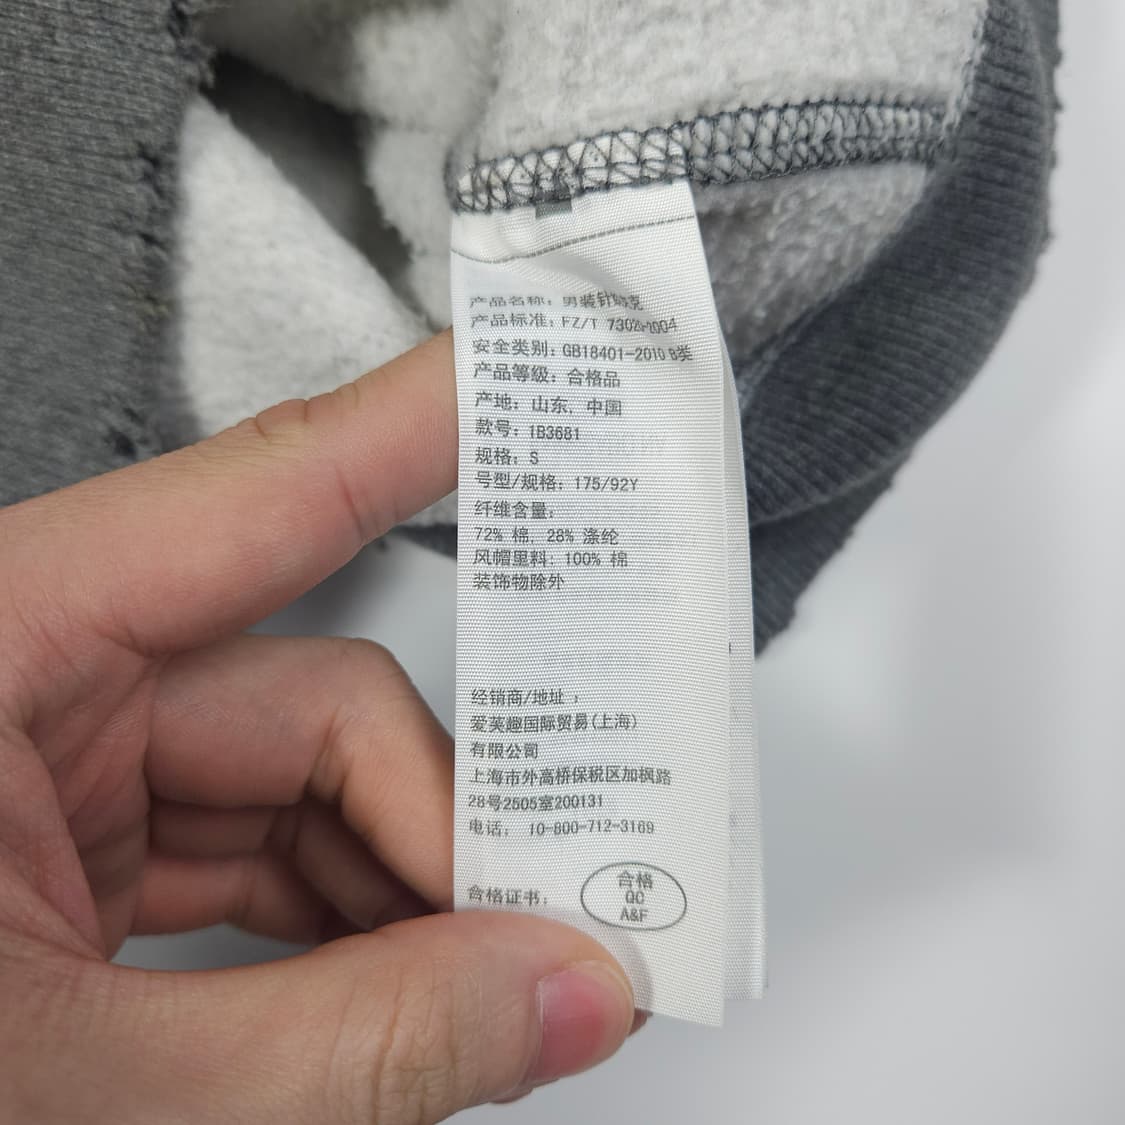 产品名称：男装针织夹克
产品标准：FZ/T 73020-2004
安全类别：GB18401-2010 B类
产品等级：合格品
产地：山东，中国
款号：IB3681
规格：S
号型/规格：175/92Y
纤维含量：
72% 棉，28% 涤纶
风帽里料：100% 棉
装饰物除外
经销商/地址：
爱芙趣国际贸易(上海)
有限公司
上海市外高桥保税区加枫路
28号2505室200131
电话： 10-800-712-3169
合格证书：
合格
QC
A&F